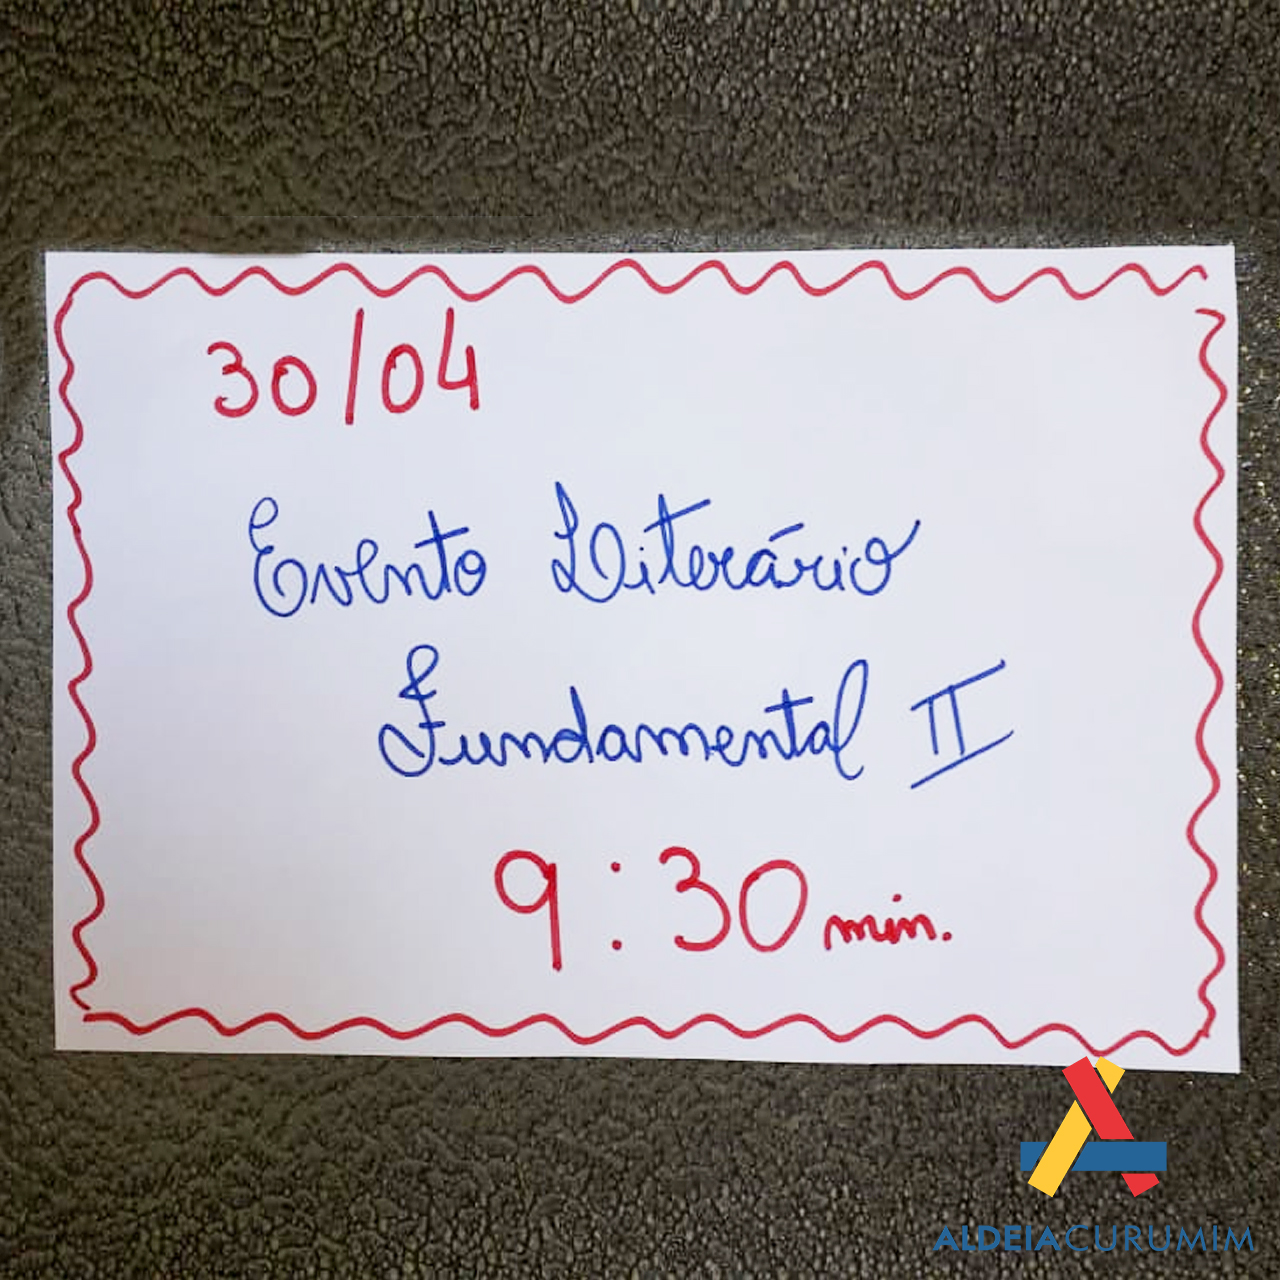 30/04
Evento Literário
Fundamental II
9:30 min.
ALDEIACURUMIM